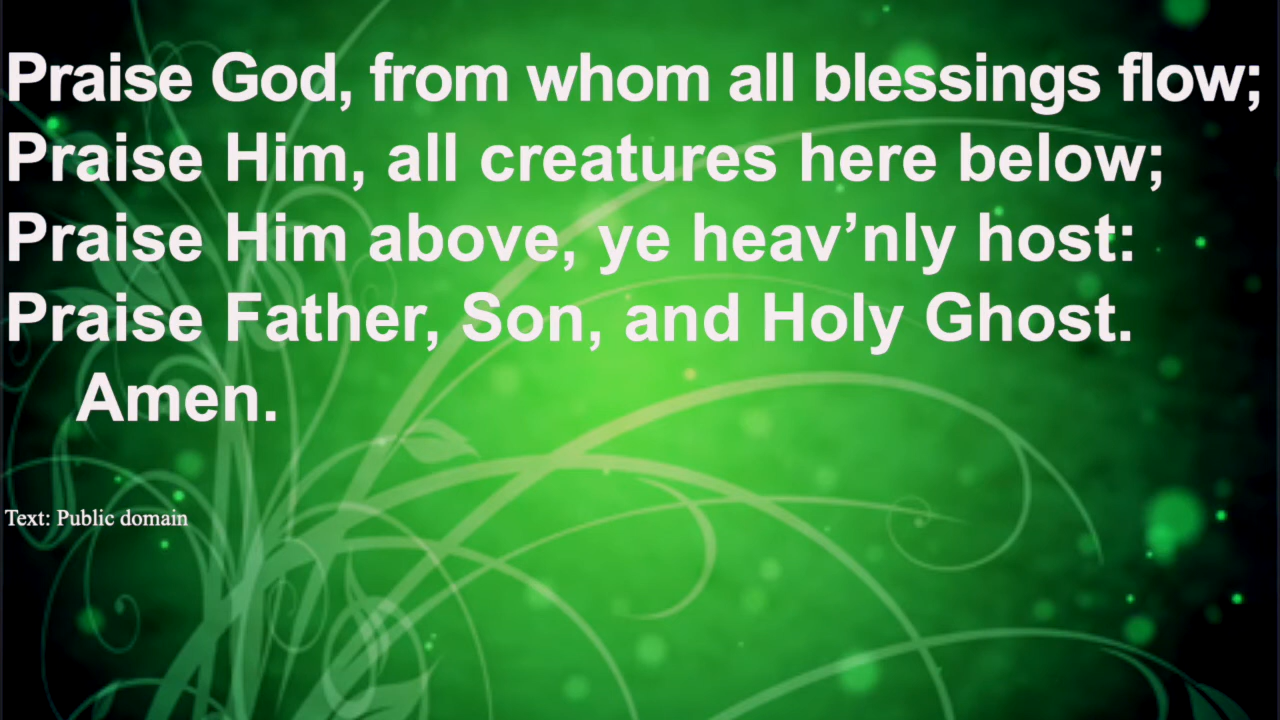 Praise God, from whom all blessings flow;
Praise Him, all creatures here below;
Praise Him above, ye heav’nly host:
Praise Father, Son, and Holy Ghost.
Amen.
Text: Public domain